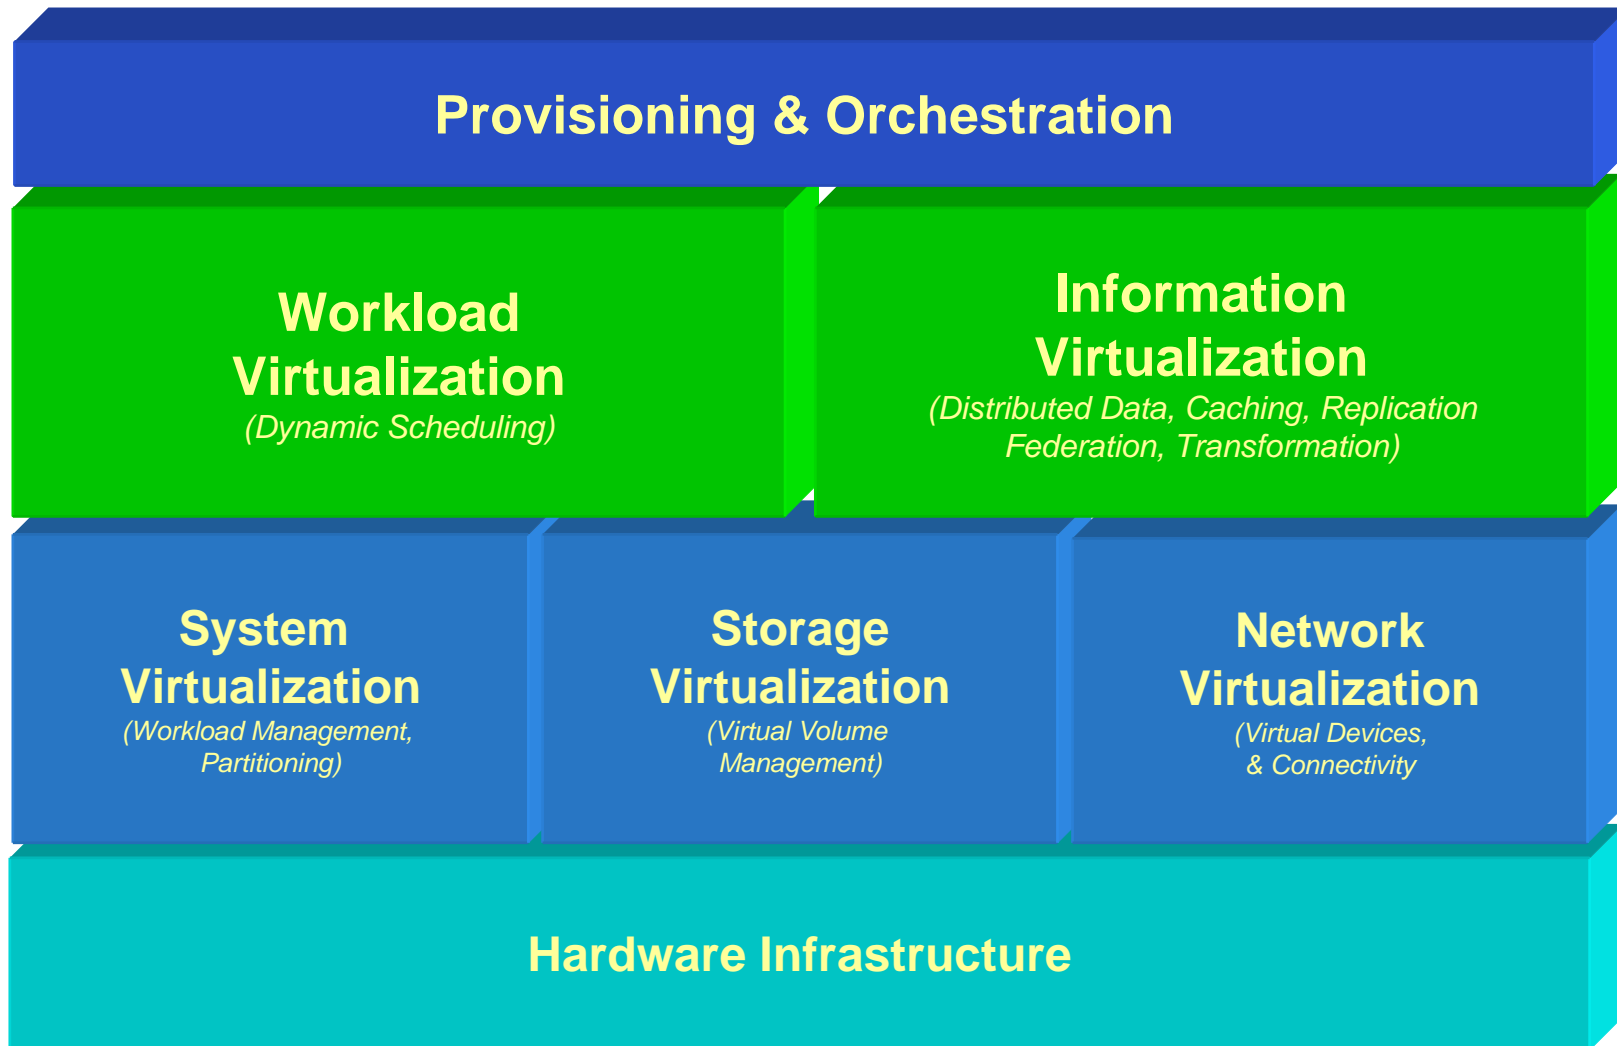 Provisioning & Orchestration
Workload
Virtualization
(Dynamic Scheduling)
Information
Virtualization
(Distributed Data, Caching, Replication
Federation, Transformation)
System
Virtualization
(Workload Management,
Partitioning)
Storage
Virtualization
(Virtual Volume
Management)
Network
Virtualization
(Virtual Devices,
& Connectivity
Hardware Infrastructure